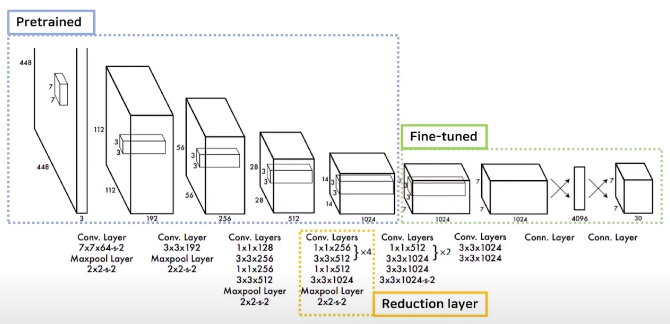 Pretrained
Fine-tuned
448
448
7
7
3
112
112
3
3
192
56
56
3
3
256
28
28
3
3
512
14
14
3
3
1024
3
7
7
1024
7
7
1024
4096
7
7
30
Conv. Layer
7x7x64-s-2
Maxpool Layer
2x2-s-2
Conv. Layer
3x3x192
Maxpool Layer
2x2-s-2
Conv. Layers
1x1x128
3x3x256
1x1x256
3x3x512
Maxpool Layer
2x2-s-2
Conv. Layers
1x1x256
3x3x512
}×4
1x1x512
3x3x1024
Maxpool Layer
2x2-s-2
Conv. Layers
1x1x512
3x3x1024
}×2
3x3x1024
3x3x1024-s-2
Conv. Layers
3x3x1024
3x3x1024
Conn. Layer
Conn. Layer
Reduction layer